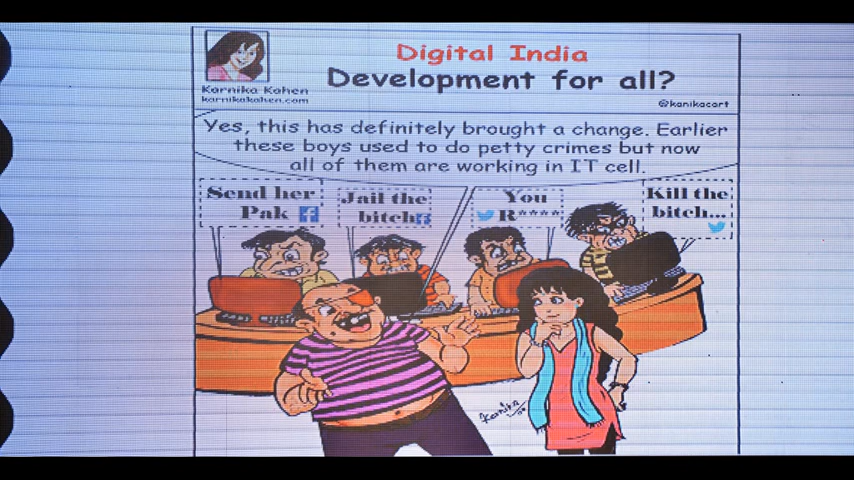 Digital India
Development for all?
Karnika Kahen
karnikakahen.com
@kanikacart
Yes, this has definitely brought a change. Earlier
these boys used to do petty crimes but now
all of them are working in IT cell.
Send her
Pak
Jail the
bitch
You
R****
Kill the
bitch...
Karnika